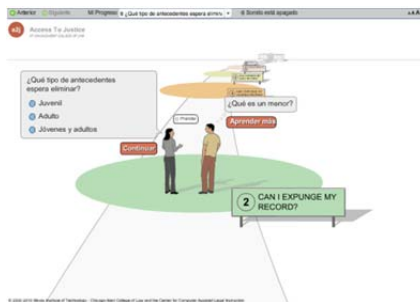 Anterior
Siguiente
Mi Progreso
¿Qué tipo de antecedentes espera elimin
Sonido está apagado
A A A
a2j
Access To Justice
¿Qué tipo de antecedentes
espera eliminar?
Juvenil
Adulto
Jóvenes y adultos
Continuar
¿Qué es un menor?
Aprender más
2
CAN I EXPUNGE MY
RECORD?